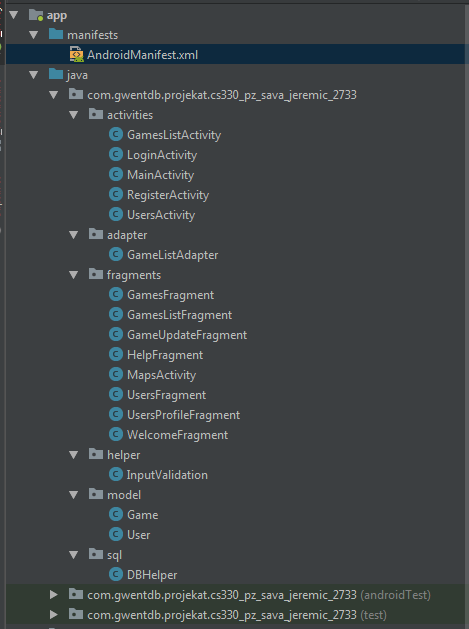 app
manifests
AndroidManifest.xml
java
com.gwentdb.projekat.cs330_pz_sava_jeremic_2733
activities
GamesListActivity
LoginActivity
MainActivity
RegisterActivity
UsersActivity
adapter
GameListAdapter
fragments
GamesFragment
GamesListFragment
GameUpdateFragment
HelpFragment
MapsActivity
UsersFragment
UsersProfileFragment
WelcomeFragment
helper
InputValidation
model
Game
User
sql
DBHelper
com.gwentdb.projekat.cs330_pz_sava_jeremic_2733 (androidTest)
com.gwentdb.projekat.cs330_pz_sava_jeremic_2733 (test)